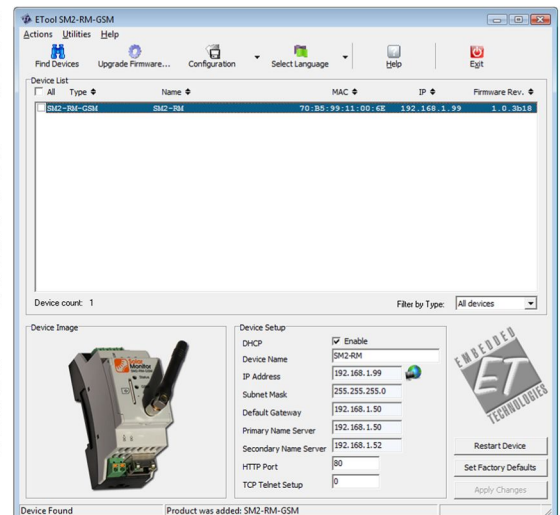 ETool SM2-RM-GSM
Actions Utilities Help
Find Devices Upgrade Firmware... Configuration Select Language Help Exit
Device List
All Type Name MAC IP Firmware Rev.
SM2-RM-GSM SM2-RM 70:B5:99:11:00:6E 192.168.1.99 1.0.3b18
Device count: 1 Filter by Type: All devices
Device Image
Monitor
Device Setup
DHCP Enable
Device Name SM2-RM
IP Address 192.168.1.99
Subnet Mask 255.255.255.0
Default Gateway 192.168.1.50
Primary Name Server 192.168.1.50
Secondary Name Server 192.168.1.52
HTTP Port 80
TCP Telnet Setup 0
EMBEDDED
ET
TECHNOLOGIES
Restart Device
Set Factory Defaults
Apply Changes
Device Found Product was added: SM2-RM-GSM